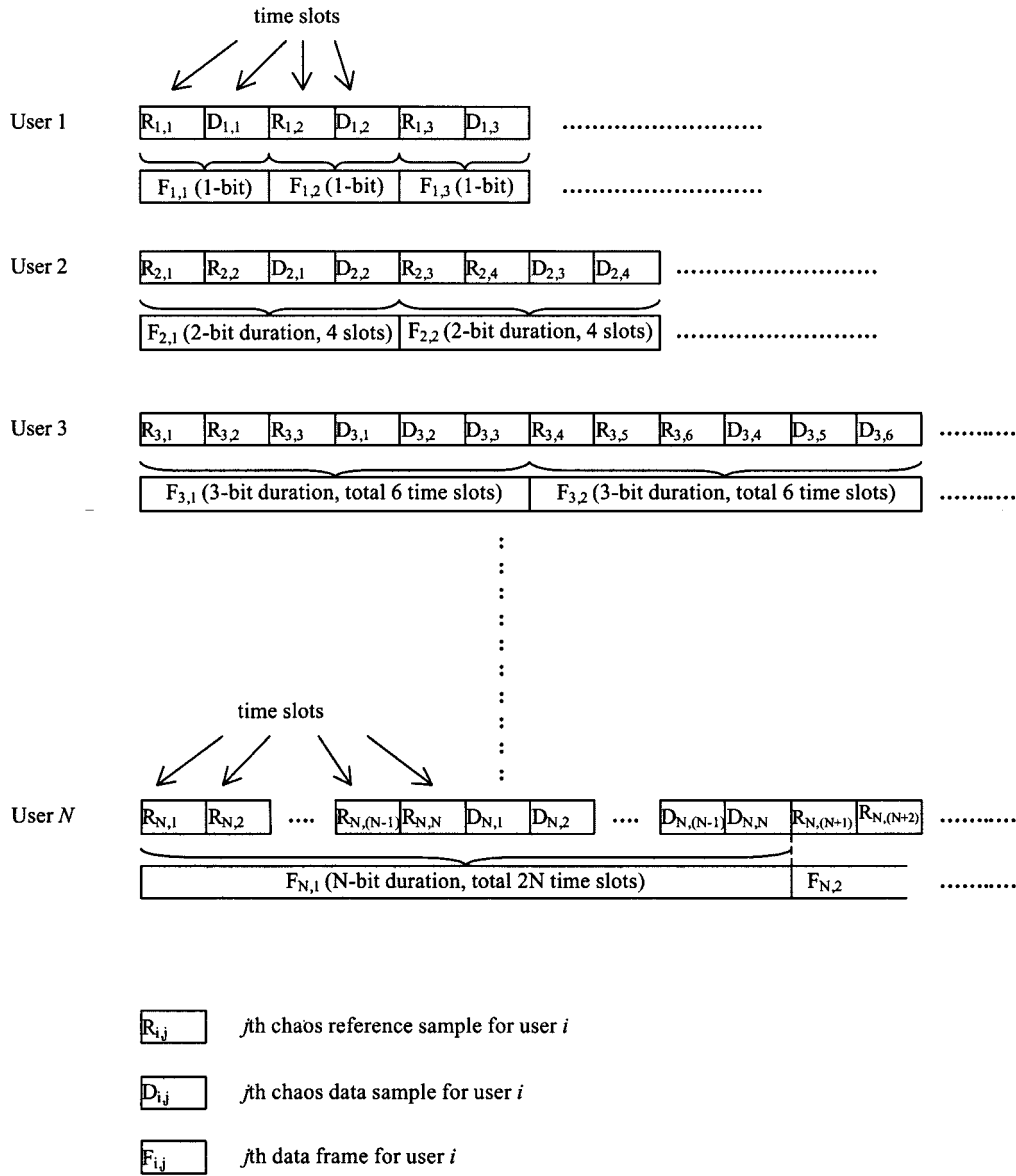 time slots
User 1 R1,1 D1,1 R1,2 D1,2 R1,3 D1,3 ..........................
F1,1 (1-bit) F1,2 (1-bit) F1,3 (1-bit) ..........................
User 2 R2,1 R2,2 D2,1 D2,2 R2,3 R2,4 D2,3 D2,4 ..........................
F2,1 (2-bit duration, 4 slots) F2,2 (2-bit duration, 4 slots) ..........................
User 3 R3,1 R3,2 R3,3 D3,1 D3,2 D3,3 R3,4 R3,5 R3,6 D3,4 D3,5 D3,6 ...........
F3,1 (3-bit duration, total 6 time slots) F3,2 (3-bit duration, total 6 time slots) ...........
time slots
User N RN,1 RN,2 .... RN,(N-1) RN,N DN,1 DN,2 .... DN,(N-1) DN,N RN,(N+1) RN,(N+2) ...........
FN,1 (N-bit duration, total 2N time slots) FN,2 ...........
Ri,j jth chaos reference sample for user i
Di,j jth chaos data sample for user i
Fi,j jth data frame for user i